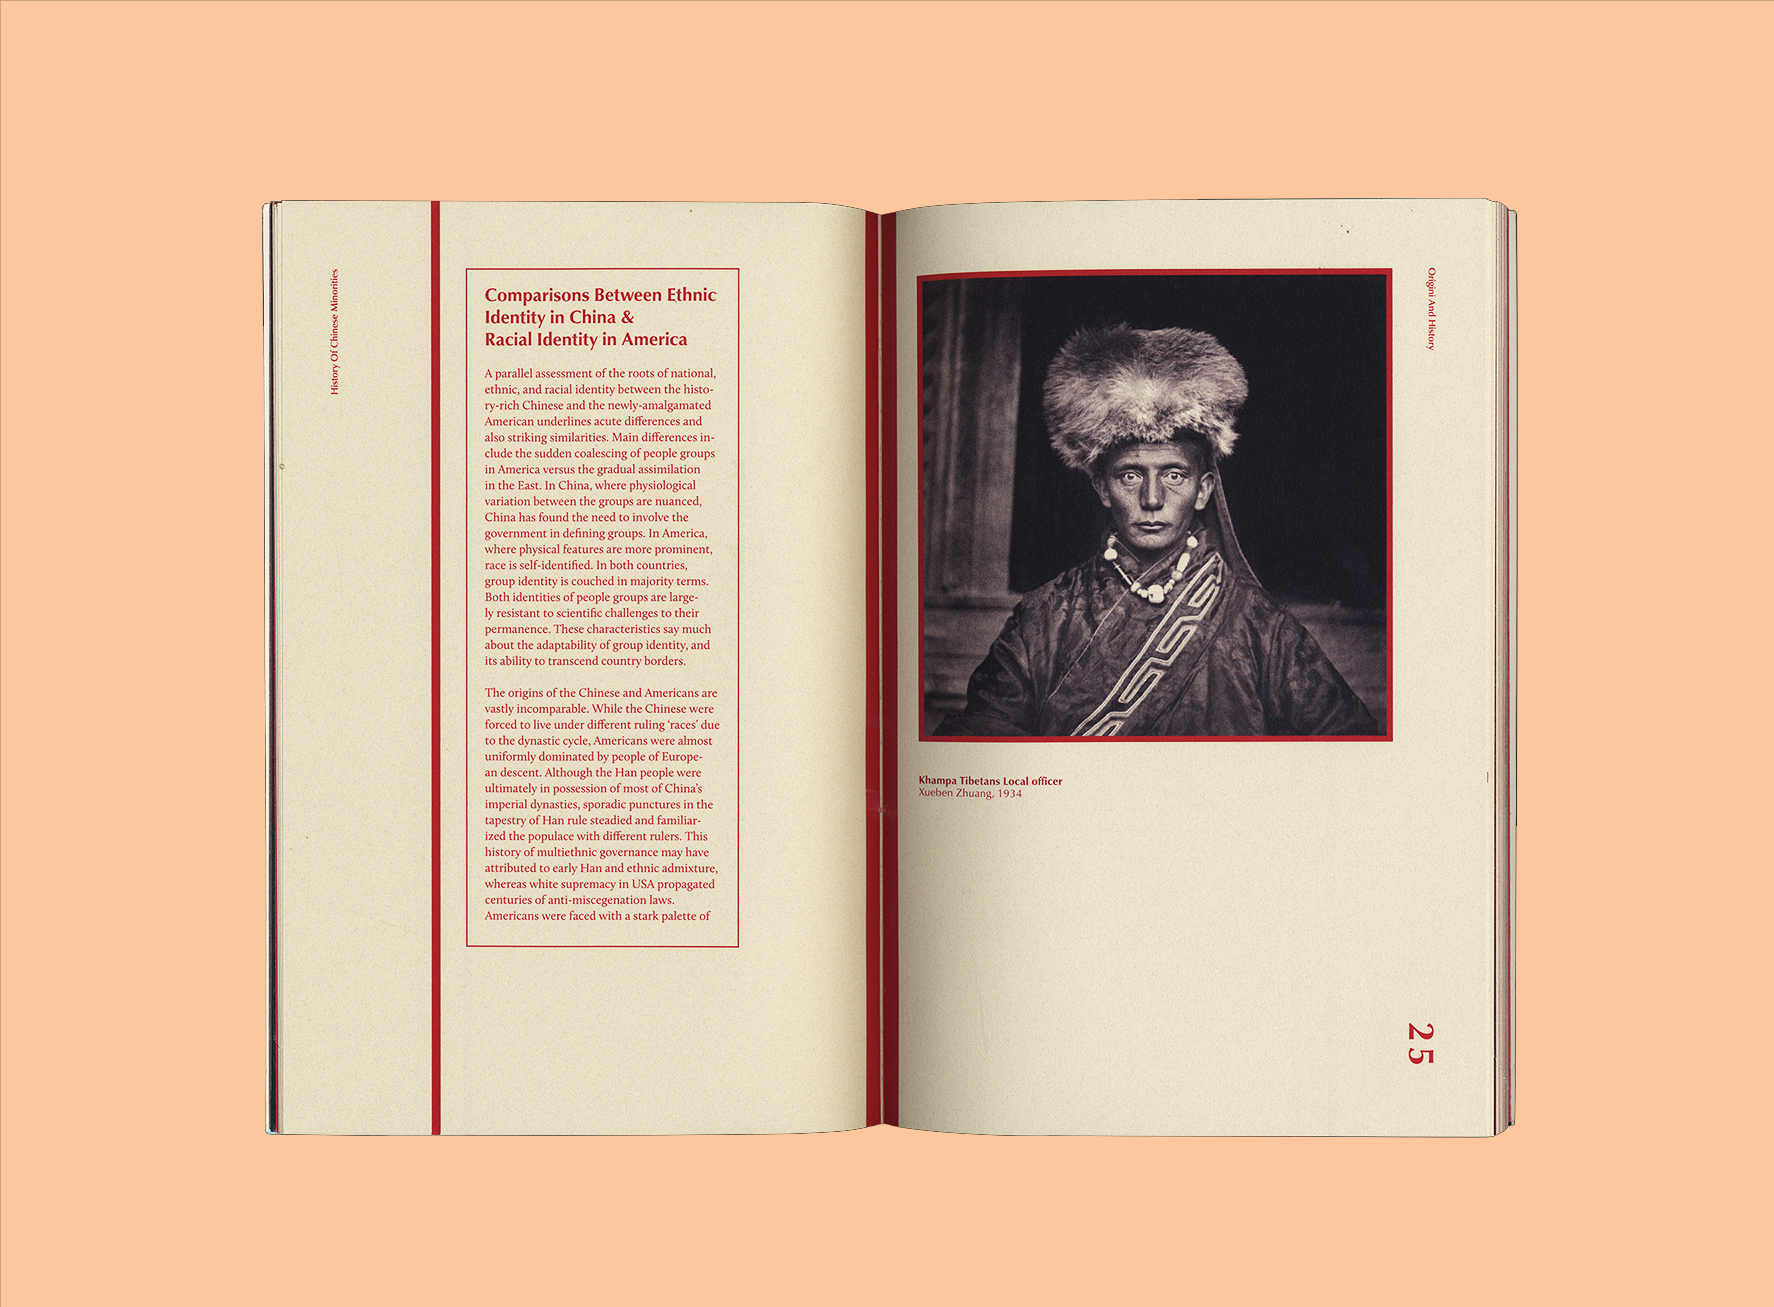 History Of Chinese Minorities
Comparisons Between Ethnic
Identity in China &
Racial Identity in America
A parallel assessment of the roots of national,
ethnic, and racial identity between the histo-
ry-rich Chinese and the newly-amalgamated
American underlines acute differences and
also striking similarities. Main differences in-
clude the sudden coalescing of people groups
in America versus the gradual assimilation
in the East. In China, where physiological
variation between the groups are nuanced,
China has found the need to involve the
government in defining groups. In America,
where physical features are more prominent,
race is self-identified. In both countries,
group identity is couched in majority terms.
Both identities of people groups are large-
ly resistant to scientific challenges to their
permanence. These characteristics say much
about the adaptability of group identity, and
its ability to transcend country borders.
The origins of the Chinese and Americans are
vastly incomparable. While the Chinese were
forced to live under different ruling ‘races’ due
to the dynastic cycle, Americans were almost
uniformly dominated by people of Europe-
an descent. Although the Han people were
ultimately in possession of most of China’s
imperial dynasties, sporadic punctures in the
tapestry of Han rule steadied and familiar-
ized the populace with different rulers. This
history of multiethnic governance may have
attributed to early Han and ethnic admixture,
whereas white supremacy in USA propagated
centuries of anti-miscegenation laws.
Americans were faced with a stark palette of
Origini And History
Khampa Tibetans Local officer
Xueben Zhuang, 1934
25